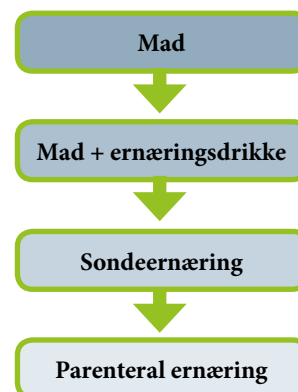 Mad
Mad + ernæringsdrikke
Sondeernæring
Parenteral ernæring